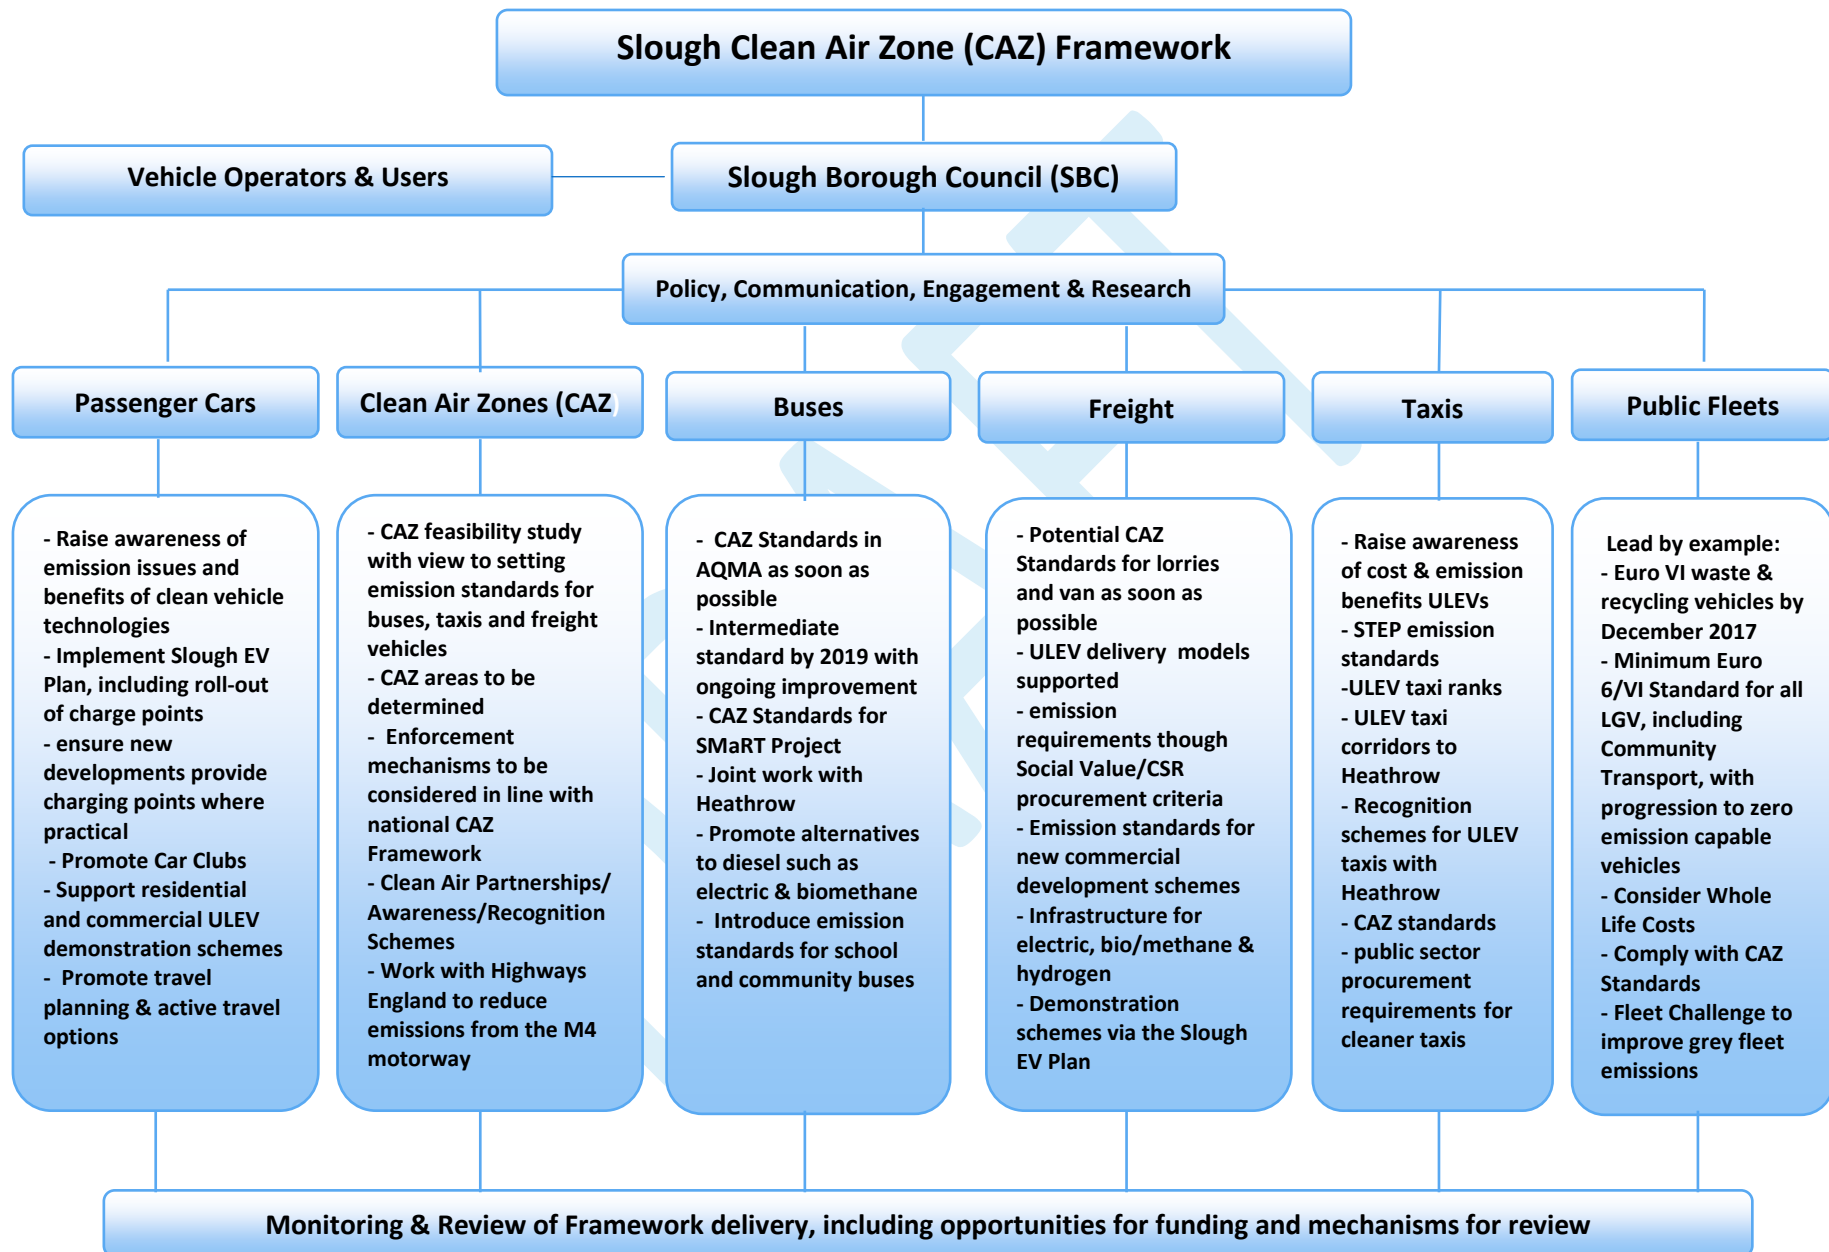 Slough Clean Air Zone (CAZ) Framework
Vehicle Operators & Users
Slough Borough Council (SBC)
Policy, Communication, Engagement & Research
Passenger Cars
Clean Air Zones (CAZ)
Buses
Freight
Taxis
Public Fleets
- Raise awareness of
emission issues and
benefits of clean vehicle
technologies
- Implement Slough EV
Plan, including roll-out
of charge points
- ensure new
developments provide
charging points where
practical
- Promote Car Clubs
- Support residential
and commercial ULEV
demonstration schemes
- Promote travel
planning & active travel
options
- CAZ feasibility study
with view to setting
emission standards for
buses, taxis and freight
vehicles
- CAZ areas to be
determined
- Enforcement
mechanisms to be
considered in line with
national CAZ
Framework
- Clean Air Partnerships/
Awareness/Recognition
Schemes
- Work with Highways
England to reduce
emissions from the M4
motorway
- CAZ Standards in
AQMA as soon as
possible
- Intermediate
standard by 2019 with
ongoing improvement
- CAZ Standards for
SMaRT Project
- Joint work with
Heathrow
- Promote alternatives
to diesel such as
electric & biomethane
- Introduce emission
standards for school
and community buses
- Potential CAZ
Standards for lorries
and van as soon as
possible
- ULEV delivery models
supported
- emission
requirements though
Social Value/CSR
procurement criteria
- Emission standards for
new commercial
development schemes
- Infrastructure for
electric, bio/methane &
hydrogen
- Demonstration
schemes via the Slough
EV Plan
- Raise awareness
of cost & emission
benefits ULEVs
- STEP emission
standards
-ULEV taxi ranks
- ULEV taxi
corridors to
Heathrow
- Recognition
schemes for ULEV
taxis with
Heathrow
- CAZ standards
- public sector
procurement
requirements for
cleaner taxis
Lead by example:
- Euro VI waste &
recycling vehicles by
December 2017
- Minimum Euro
6/VI Standard for all
LGV, including
Community
Transport, with
progression to zero
emission capable
vehicles
- Consider Whole
Life Costs
- Comply with CAZ
Standards
- Fleet Challenge to
improve grey fleet
emissions
Monitoring & Review of Framework delivery, including opportunities for funding and mechanisms for review
DRAFT